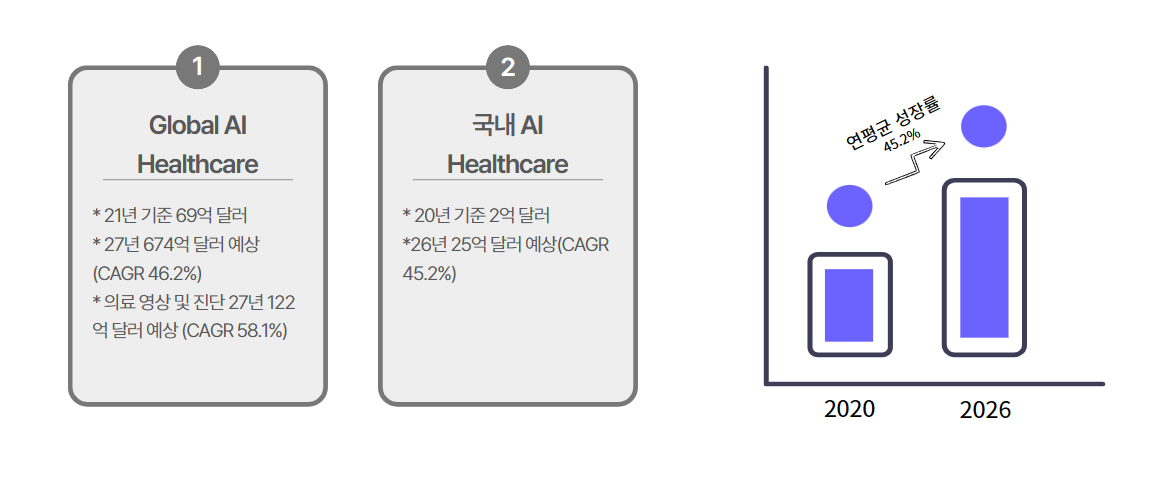 1
Global AI
Healthcare
* 21년 기준 69억 달러
* 27년 674억 달러 예상
(CAGR 46.2%)
* 의료 영상 및 진단 27년 122
억 달러 예상 (CAGR 58.1%)
2
국내 AI
Healthcare
* 20년 기준 2억 달러
*26년 25억 달러 예상(CAGR
45.2%)
연평균 성장률
45.2%
2020
2026